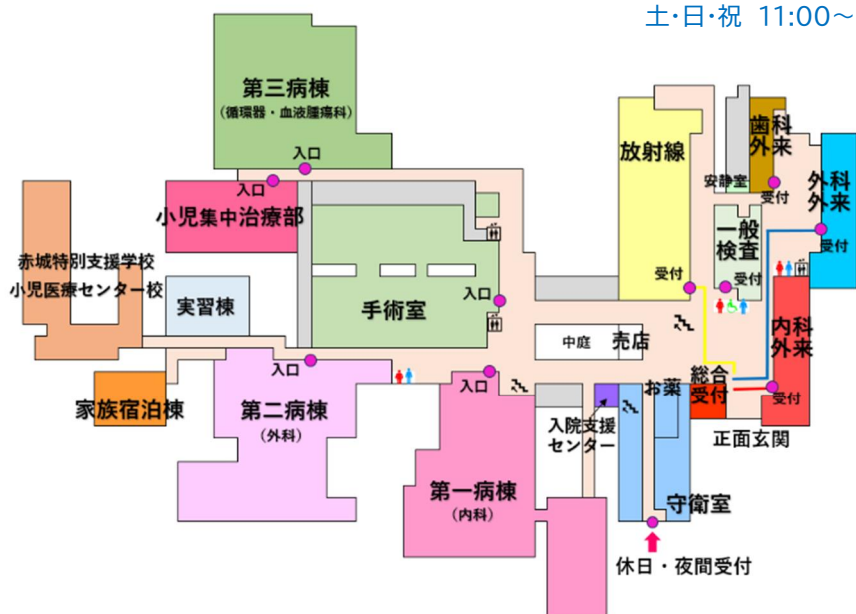 土・日・祝 11:00～
第三病棟
（循環器・血液腫瘍科）
入口
入口
小児集中治療部
赤城特別支援学校
小児医療センター校
実習棟
手術室
入口
家族宿泊棟
入口
第二病棟
（外科）
入口
第一病棟
（内科）
放射線
受付
安静室
歯科
外来
受付
外科
外来
受付
一般
検査
受付
中庭
売店
内科
外来
受付
お薬
総合
受付
正面玄関
入院支援
センター
守衛室
休日・夜間受付